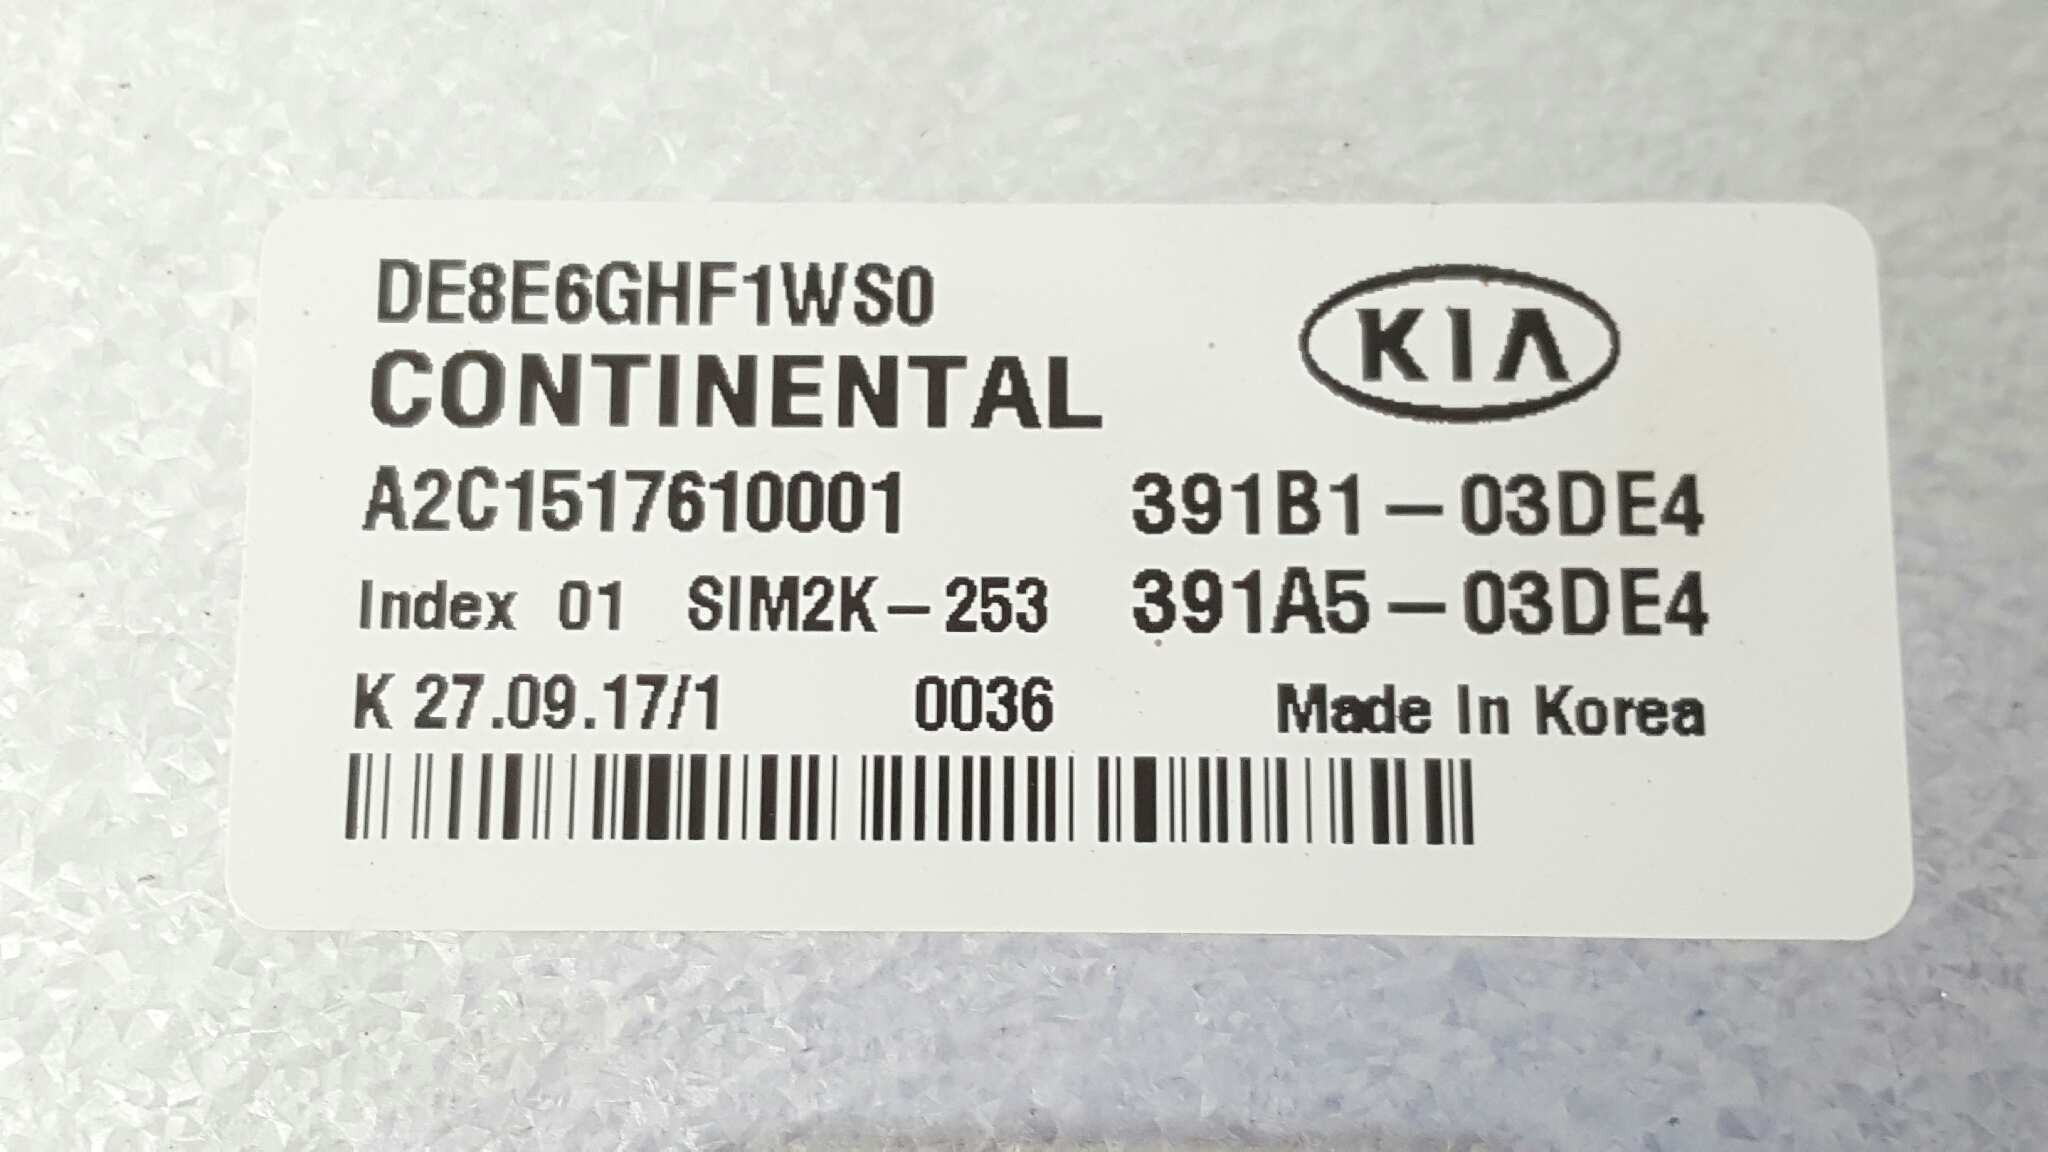 DE8E6GHF1WS0
KIA
CONTINENTAL
A2C1517610001 391B1-03DE4
Index 01 SIM2K-253 391A5-03DE4
K 27.09.17/1 0036 Made In Korea